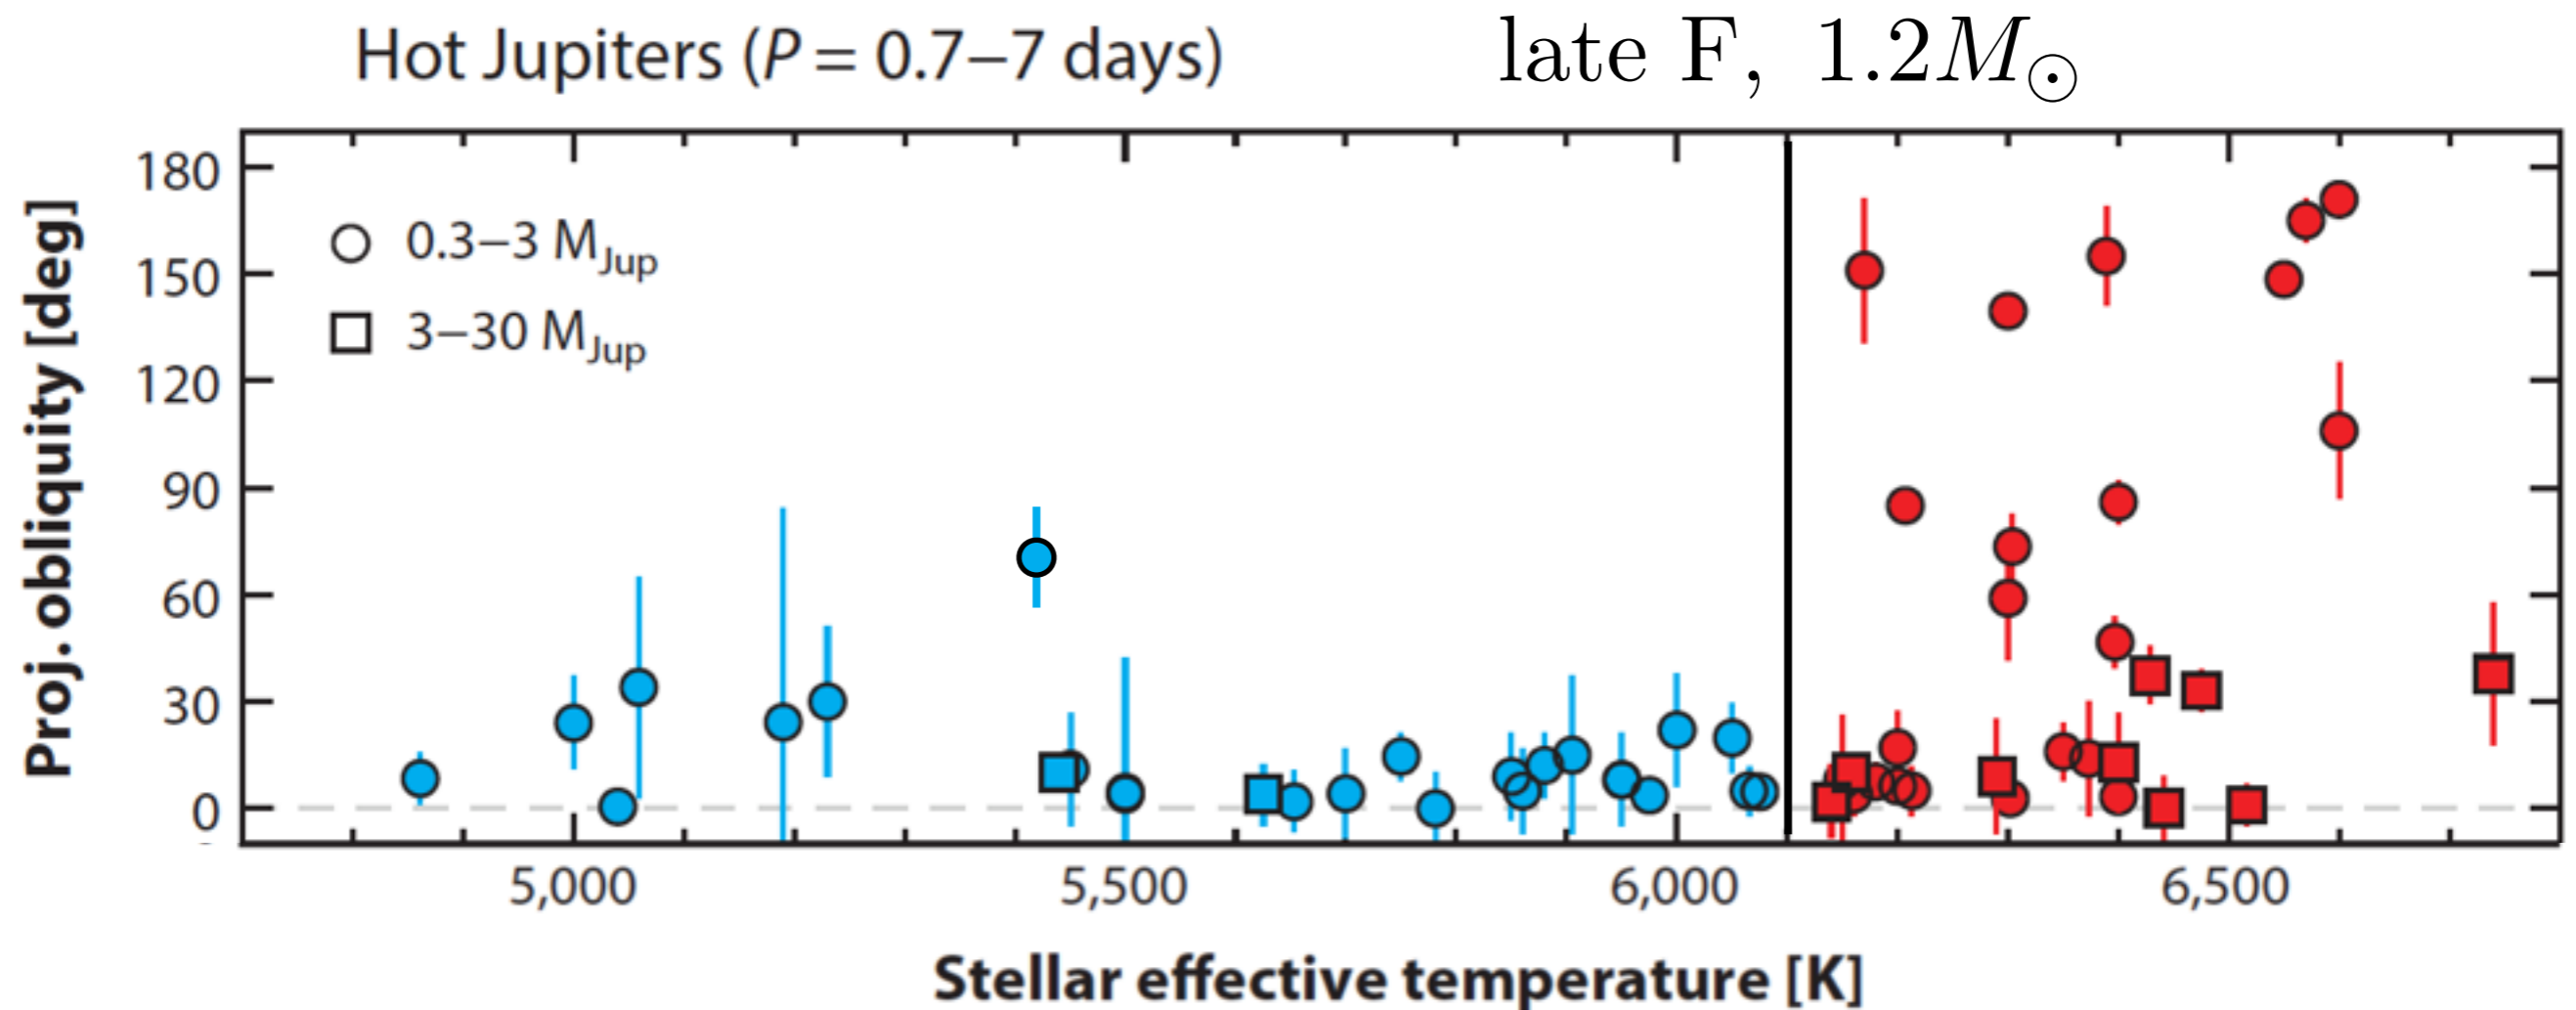 Hot Jupiters (P = 0.7–7 days)
late F, 1.2M⊙
Proj. obliquity [deg]
180
150
120
90
60
30
0
0.3–3 MJup
3–30 MJup
5,000
5,500
6,000
6,500
Stellar effective temperature [K]